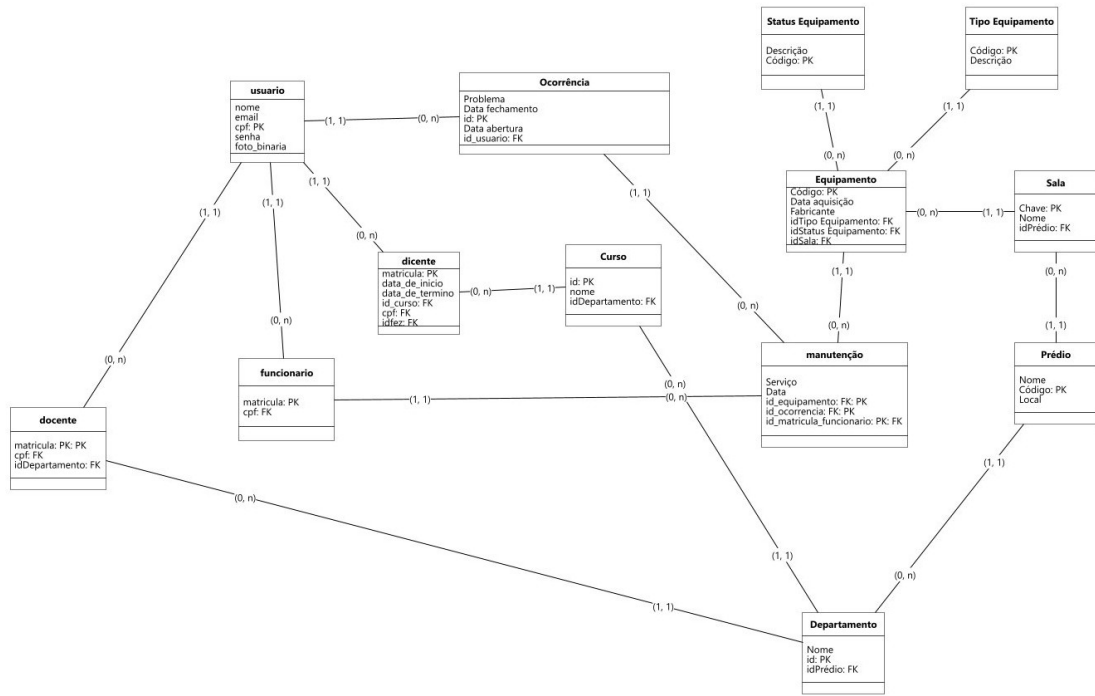 Status Equipamento
Descrição
Código: PK
Tipo Equipamento
Código: PK
Descrição
usuario
nome
email
cpf: PK
senha
foto_binaria
Ocorrência
Problema
Data fechamento
id: PK
Data abertura
id_usuario: FK
(1, 1)
(0, n)
(1, 1)
(1, 1)
(0, n)
(0, n)
Equipamento
Código: PK
Data aquisição
Fabricante
idTipo Equipamento: FK
idStatus Equipamento: FK
idSala: FK
(0, n)
(1, 1)
Sala
Chave: PK
Nome
idPrédio: FK
(1, 1)
(1, 1)
(1, 1)
(1, 1)
(0, n)
dicente
matricula: PK
data_de_inicio
data_de_termino
id_curso: FK
cpf: FK
idfez: FK
(0, n)
(1, 1)
Curso
id: PK
nome
idDepartamento: FK
(1, 1)
(0, n)
(0, n)
(0, n)
(1, 1)
(0, n)
(0, n)
funcionario
matricula: PK
cpf: FK
(1, 1)
(0, n)
(0, n)
manutenção
Serviço
Data
id_equipamento: FK: PK
id_ocorrencia: FK: PK
id_matricula_funcionario: PK: FK
Prédio
Nome
Código: PK
Local
docente
matricula: PK: PK
cpf: FK
idDepartamento: FK
(1, 1)
(0, n)
(1, 1)
(0, n)
(1, 1)
Departamento
Nome
id: PK
idPrédio: FK